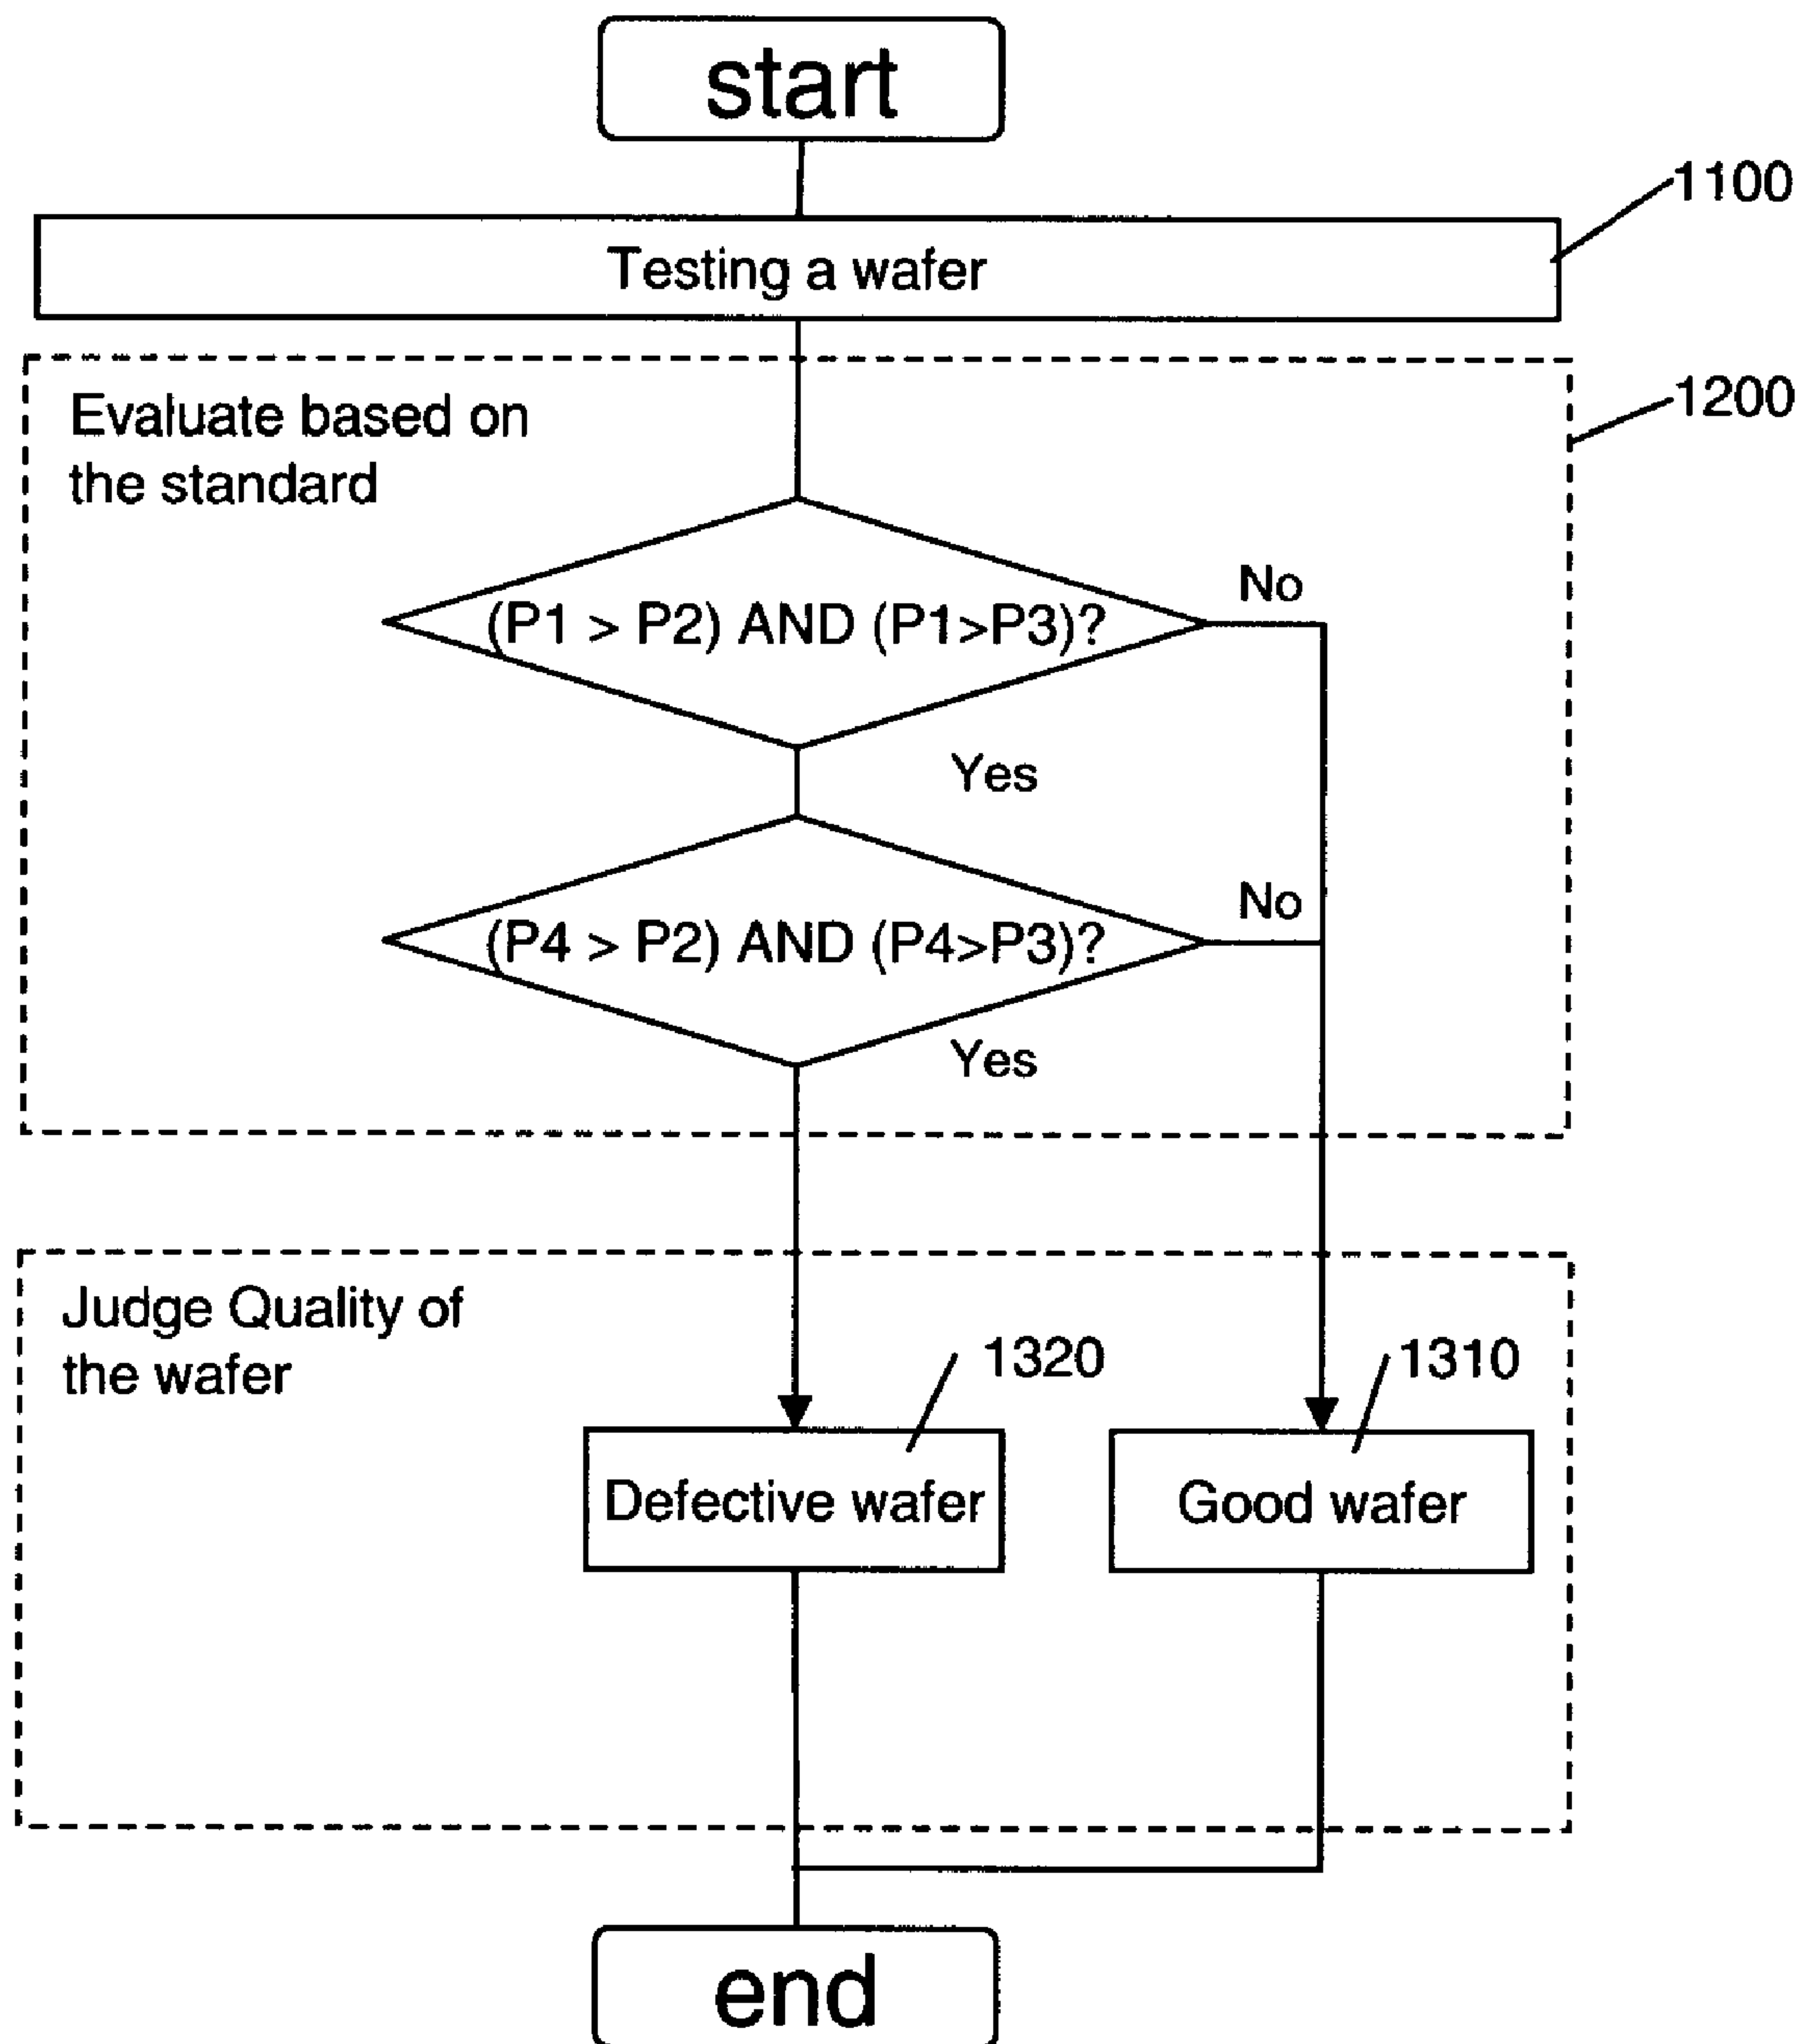 start
1100
Testing a wafer
1200
Evaluate based on
the standard
No
(P1 > P2) AND (P1>P3)?
Yes
No
(P4 > P2) AND (P4>P3)?
Yes
Judge Quality of
the wafer
1320
1310
Defective wafer
Good wafer
end